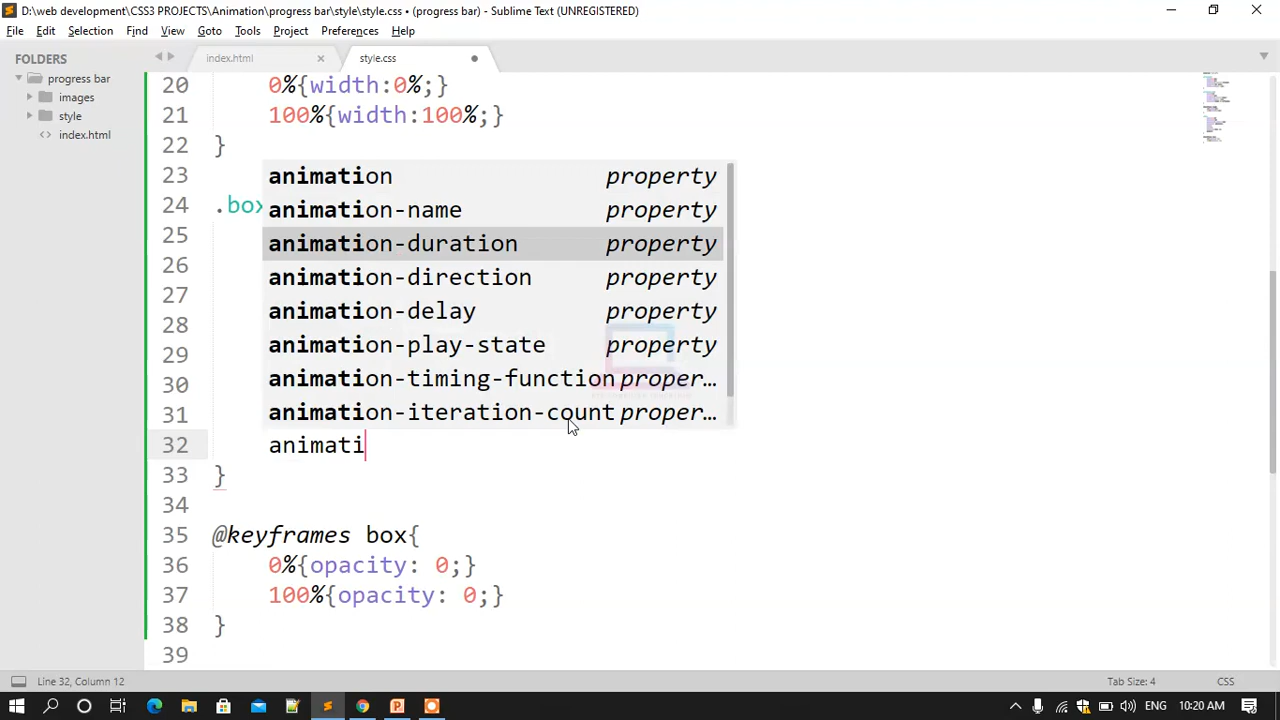 D:\web development\CSS3 PROJECTS\Animation\progress bar\style\style.css • (progress bar) - Sublime Text (UNREGISTERED)
File Edit Selection Find View Goto Tools Project Preferences Help
FOLDERS
progress bar
images
style
index.html
index.html style.css
20 0%{width:0%;}
21 100%{width:100%;}
22 }
23
24 .box
25
26
27
28
29
30
31
animation property
animation-name property
animation-duration property
animation-direction property
animation-delay property
animation-play-state property
animation-timing-function proper…
animation-iteration-count proper…
32 animati
33 }
34
35 @keyframes box{
36 0%{opacity: 0;}
37 100%{opacity: 0;}
38 }
39
Line 32, Column 12 Tab Size: 4 CSS
ENG 10:20 AM